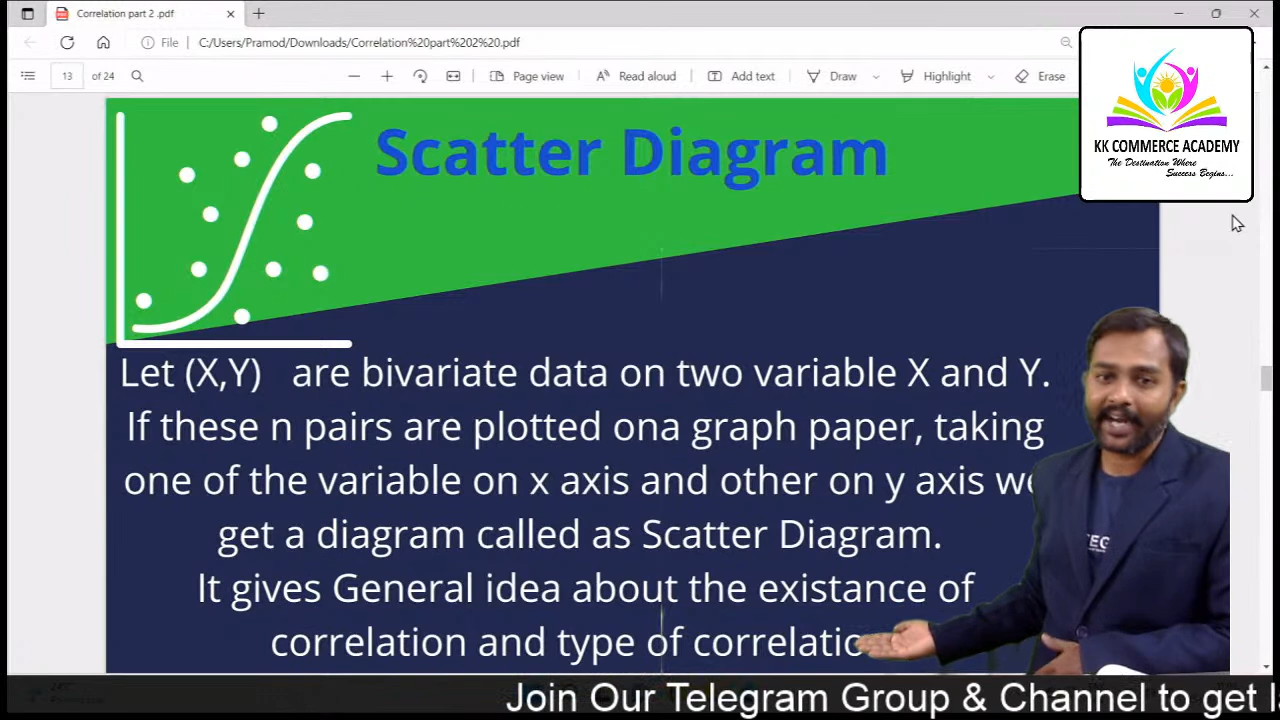 Correlation part 2 .pdf
File C:/Users/Pramod/Downloads/Correlation%20part%202%20.pdf
13 of 24 Page view Read aloud Add text Draw Highlight Erase
KK COMMERCE ACADEMY
The Destination Where
Success Begins...
Scatter Diagram
Let (X,Y) are bivariate data on two variable X and Y.
If these n pairs are plotted ona graph paper, taking
one of the variable on x axis and other on y axis we
get a diagram called as Scatter Diagram.
It gives General idea about the existance of
correlation and type of correlatio
Join Our Telegram Group & Channel to get l